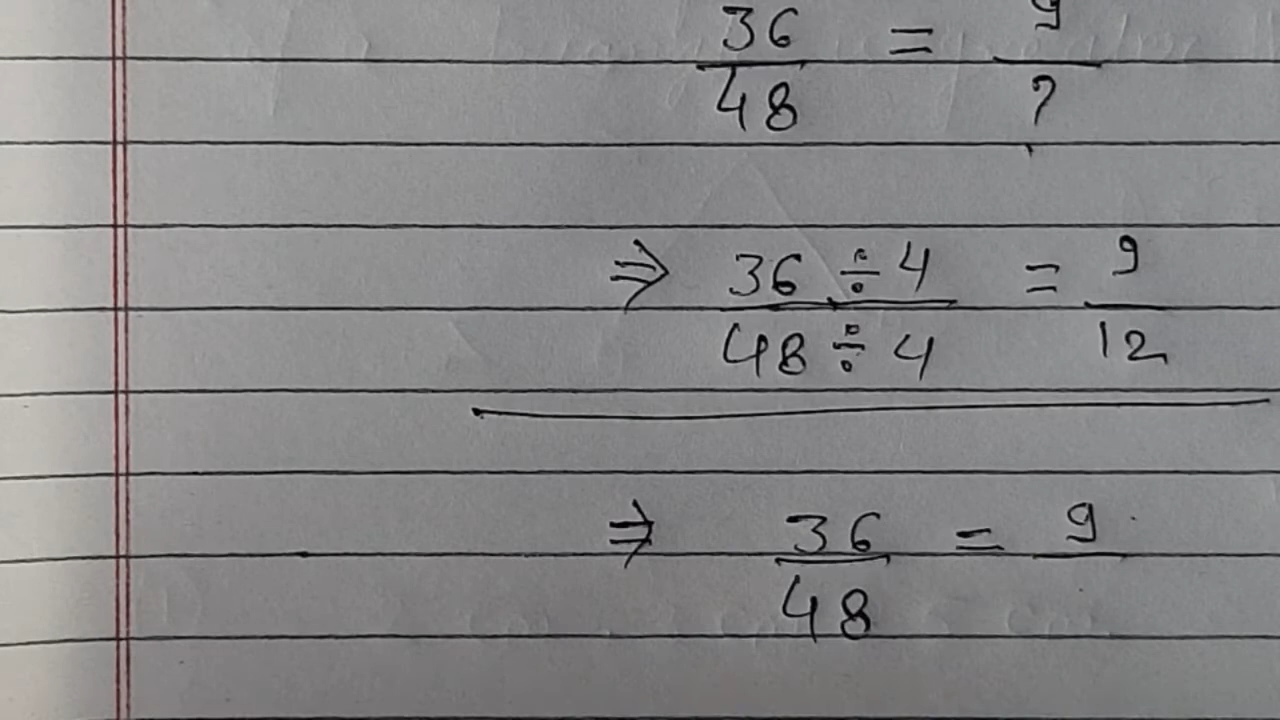 36/48 = 9/?
⇒ 36 ÷ 4/48 ÷ 4 = 9/12
⇒ 36/48 = 9/